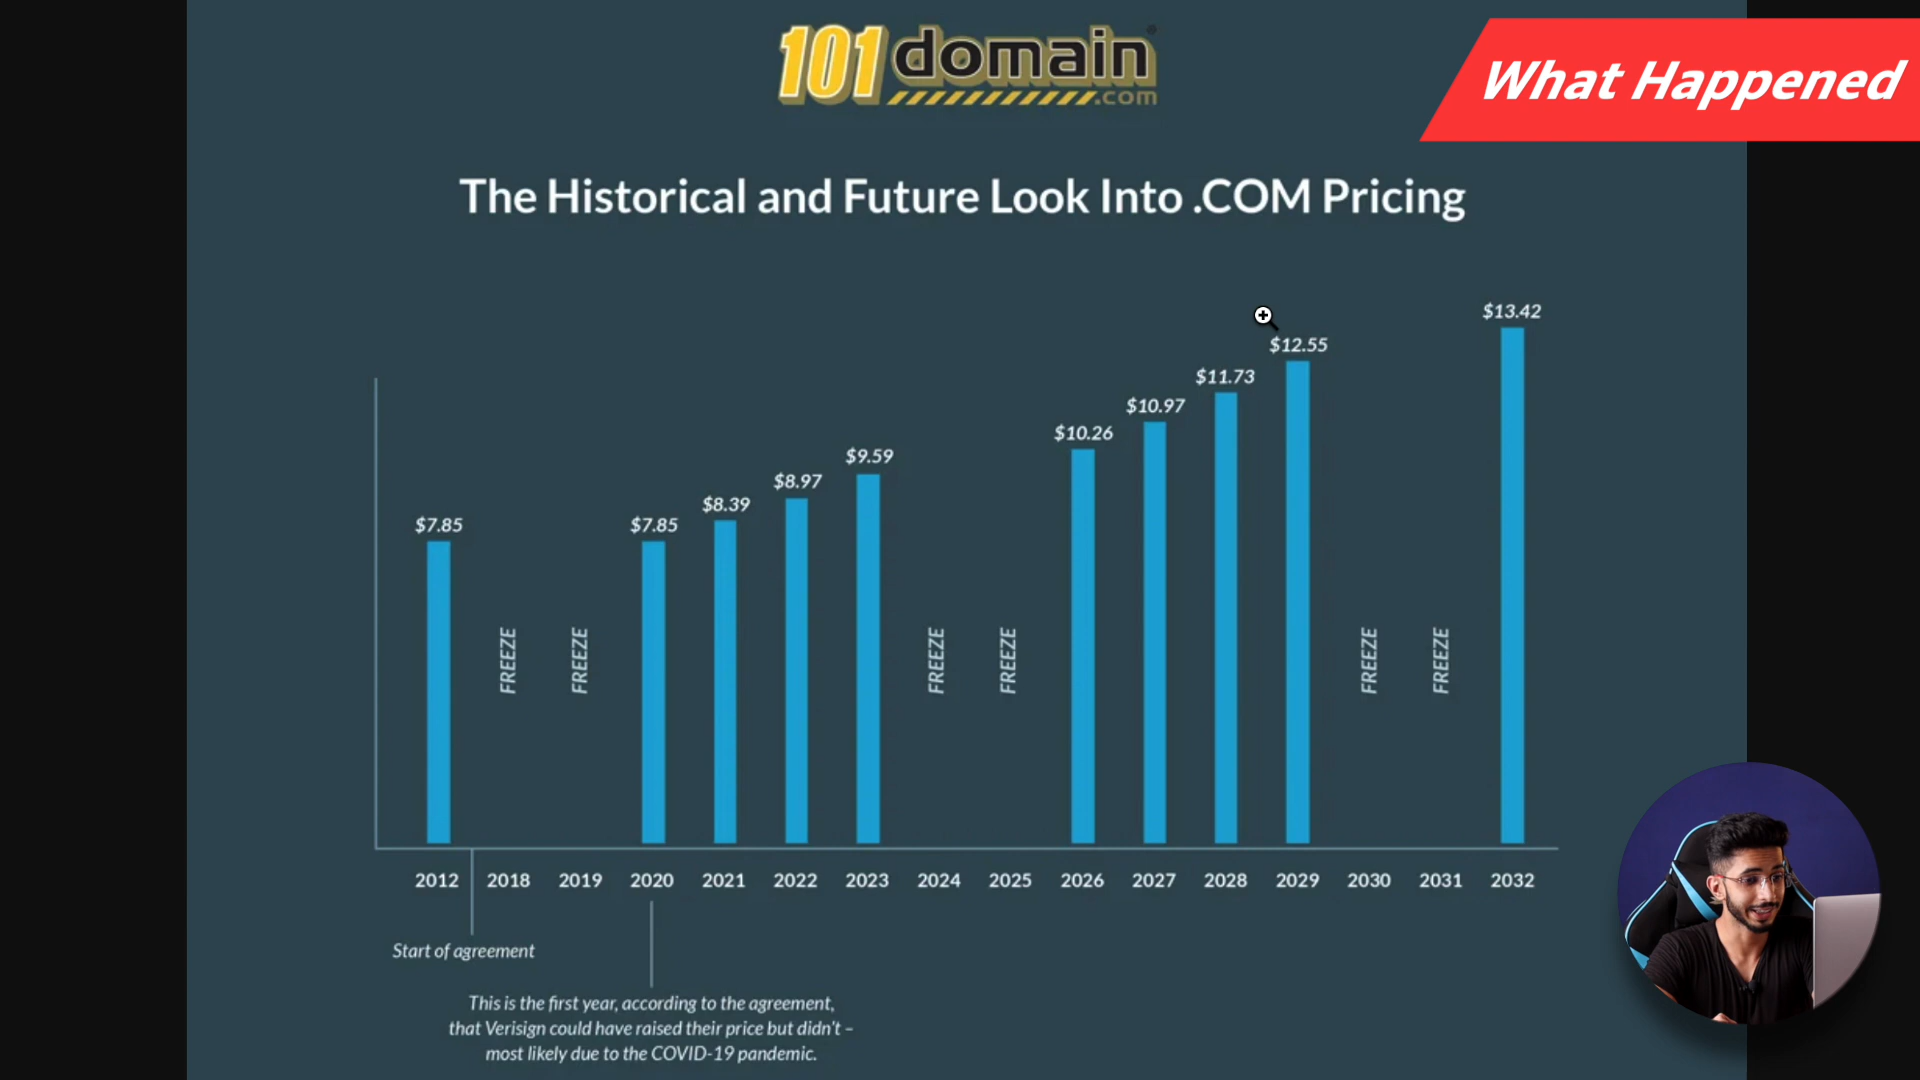 101domain
.com
What Happened
The Historical and Future Look Into .COM Pricing
$7.85
FREEZE
FREEZE
$7.85
$8.39
$8.97
$9.59
FREEZE
FREEZE
$10.26
$10.97
$11.73
$12.55
FREEZE
FREEZE
$13.42
2012 2018 2019 2020 2021 2022 2023 2024 2025 2026 2027 2028 2029 2030 2031 2032
Start of agreement
This is the first year, according to the agreement,
that Verisign could have raised their price but didn't –
most likely due to the COVID-19 pandemic.